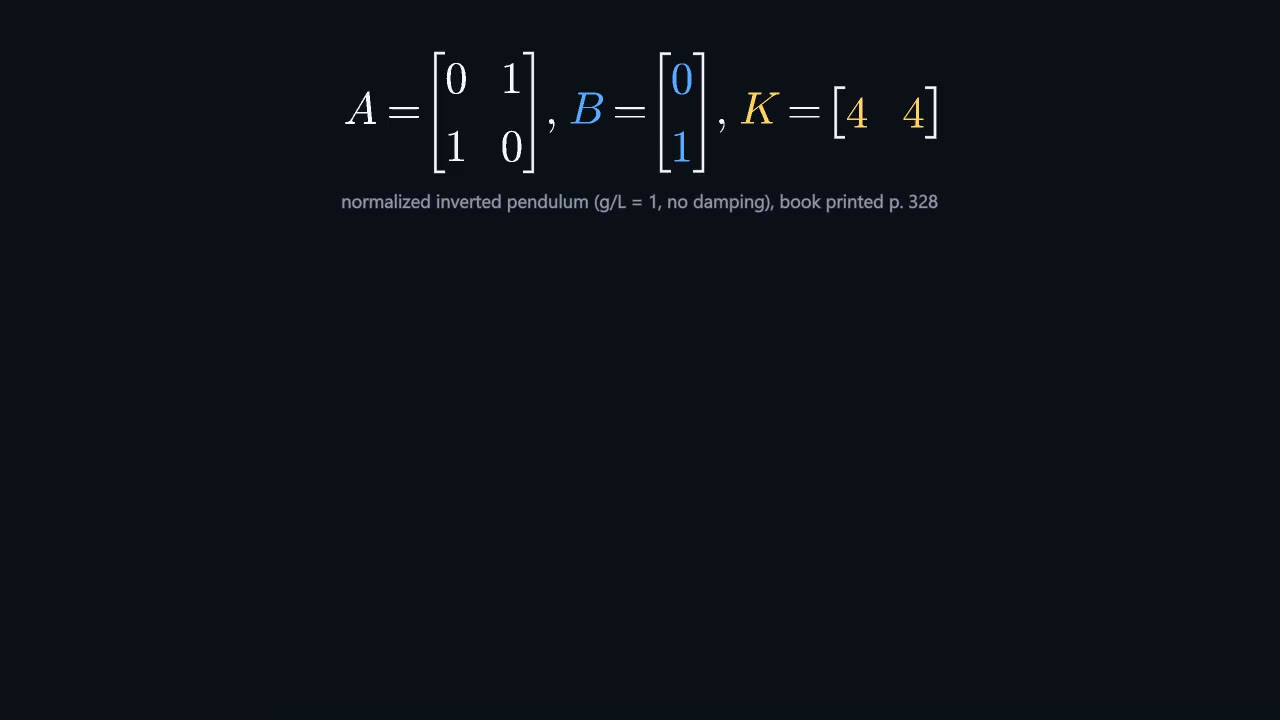 A = [0 1; 1 0], B = [0; 1], K = [4 4]
normalized inverted pendulum (g/L = 1, no damping), book printed p. 328